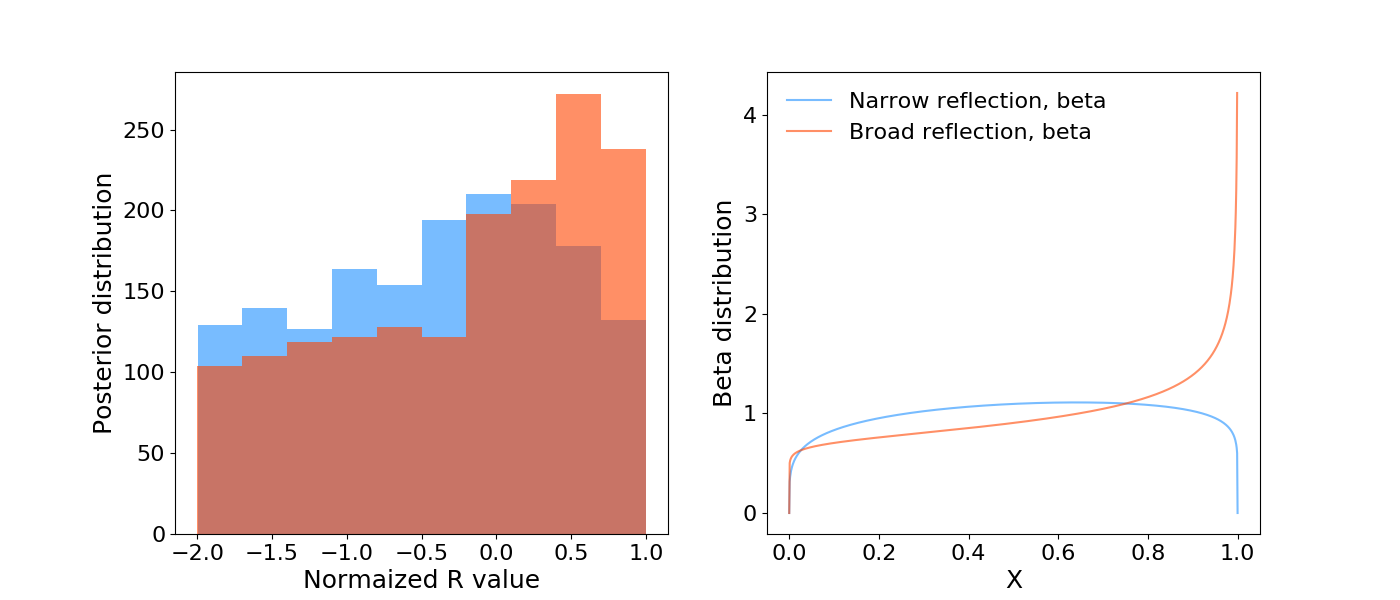 Posterior distribution
250
200
150
100
50
0
−2.0 −1.5 −1.0 −0.5 0.0 0.5 1.0
Normaized R value
Beta distribution
4
3
2
1
0
0.0 0.2 0.4 0.6 0.8 1.0
X
Narrow reflection, beta
Broad reflection, beta